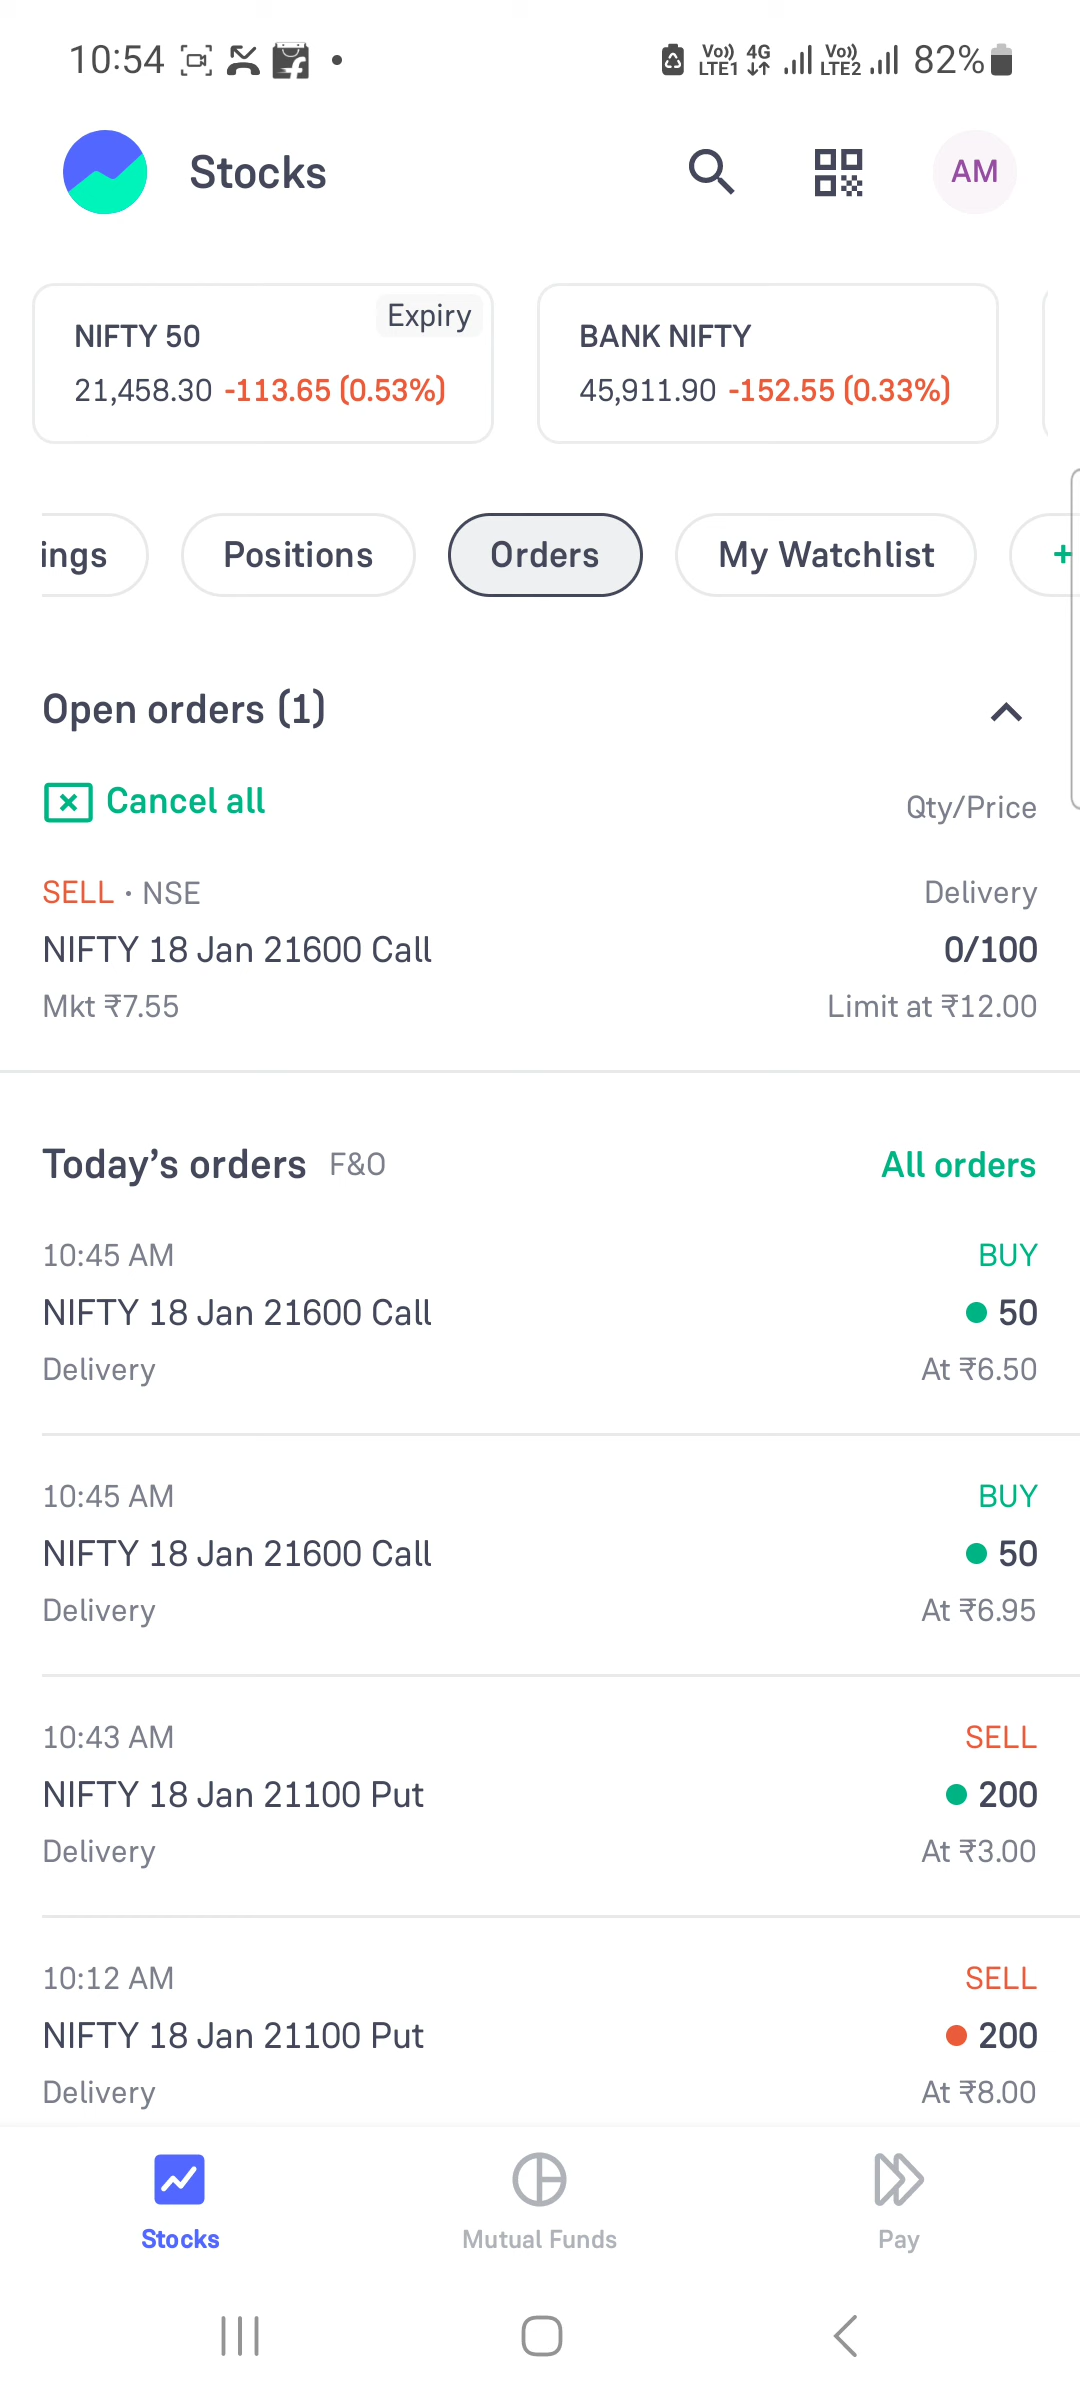 10:54 Vo)) LTE1 4G Vo)) LTE2 82%
Stocks AM
Expiry
NIFTY 50
21,458.30 -113.65 (0.53%)
BANK NIFTY
45,911.90 -152.55 (0.33%)
ings Positions Orders My Watchlist +
Open orders (1)
Cancel all Qty/Price
SELL · NSE Delivery
NIFTY 18 Jan 21600 Call 0/100
Mkt ₹7.55 Limit at ₹12.00
Today's orders F&O All orders
10:45 AM BUY
NIFTY 18 Jan 21600 Call 50
Delivery At ₹6.50
10:45 AM BUY
NIFTY 18 Jan 21600 Call 50
Delivery At ₹6.95
10:43 AM SELL
NIFTY 18 Jan 21100 Put 200
Delivery At ₹3.00
10:12 AM SELL
NIFTY 18 Jan 21100 Put 200
Delivery At ₹8.00
Stocks Mutual Funds Pay